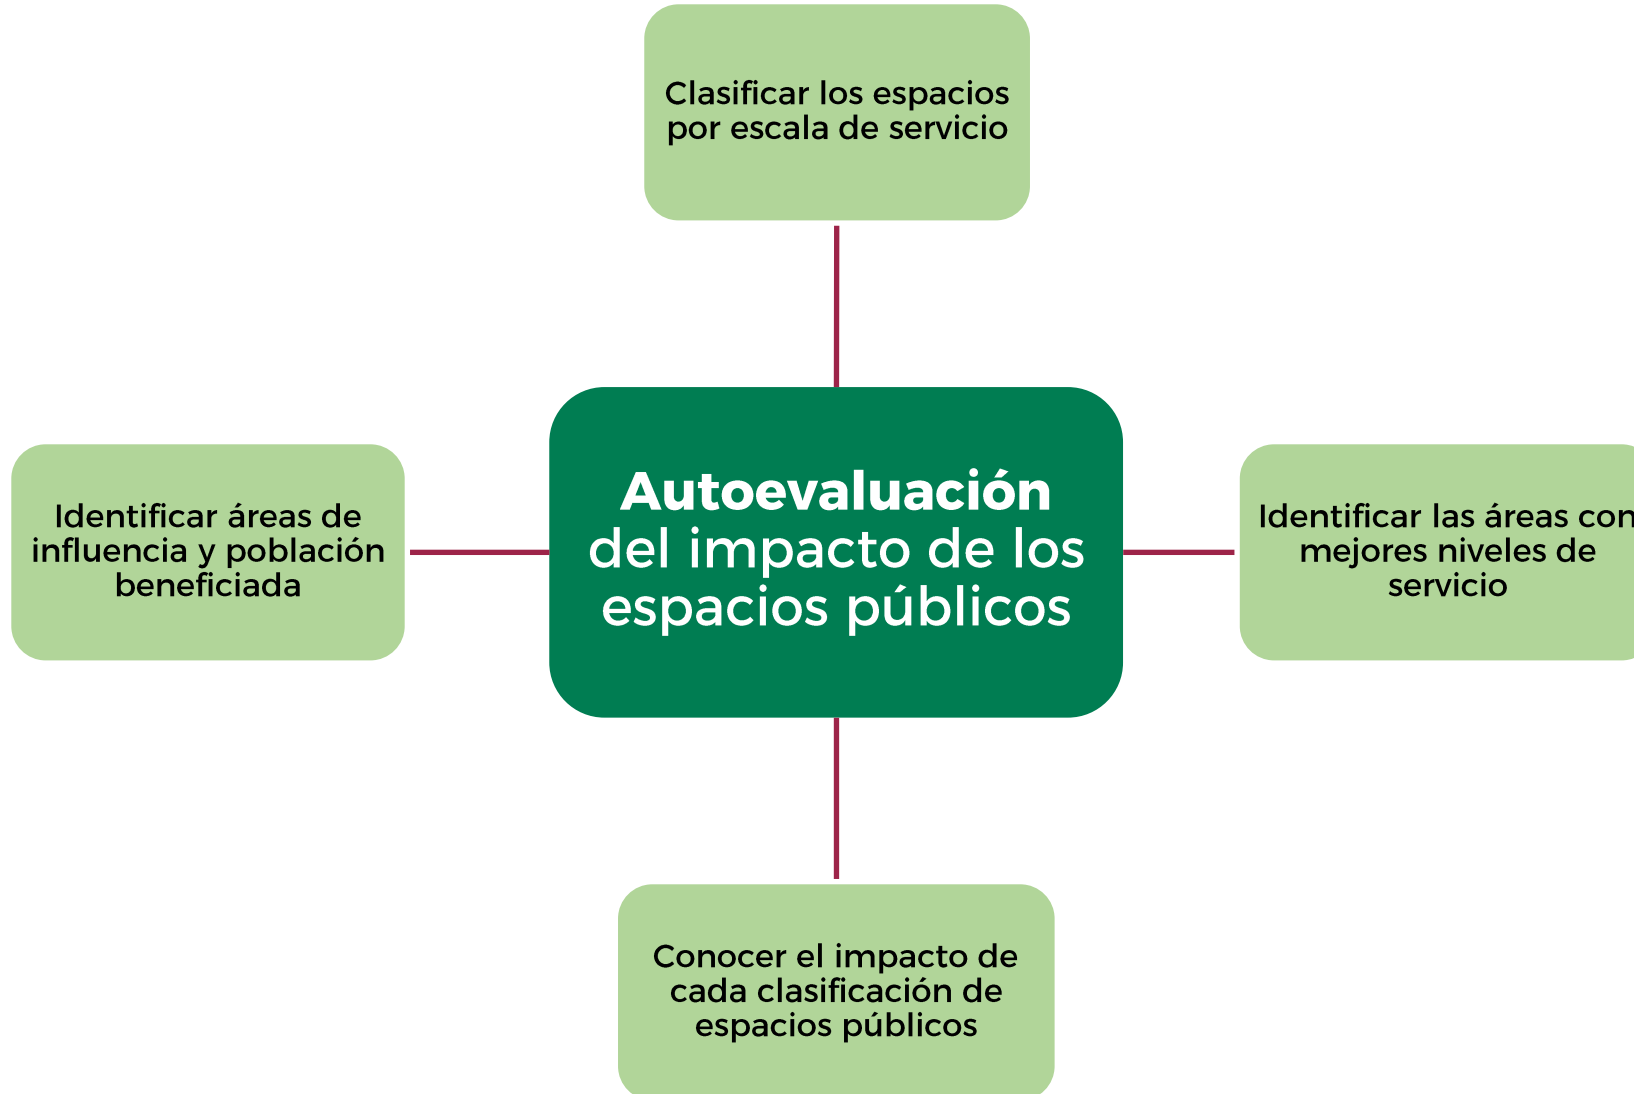 Clasificar los espacios
por escala de servicio
Identificar áreas de
influencia y población
beneficiada
Autoevaluación
del impacto de los
espacios públicos
Identificar las áreas con
mejores niveles de
servicio
Conocer el impacto de
cada clasificación de
espacios públicos